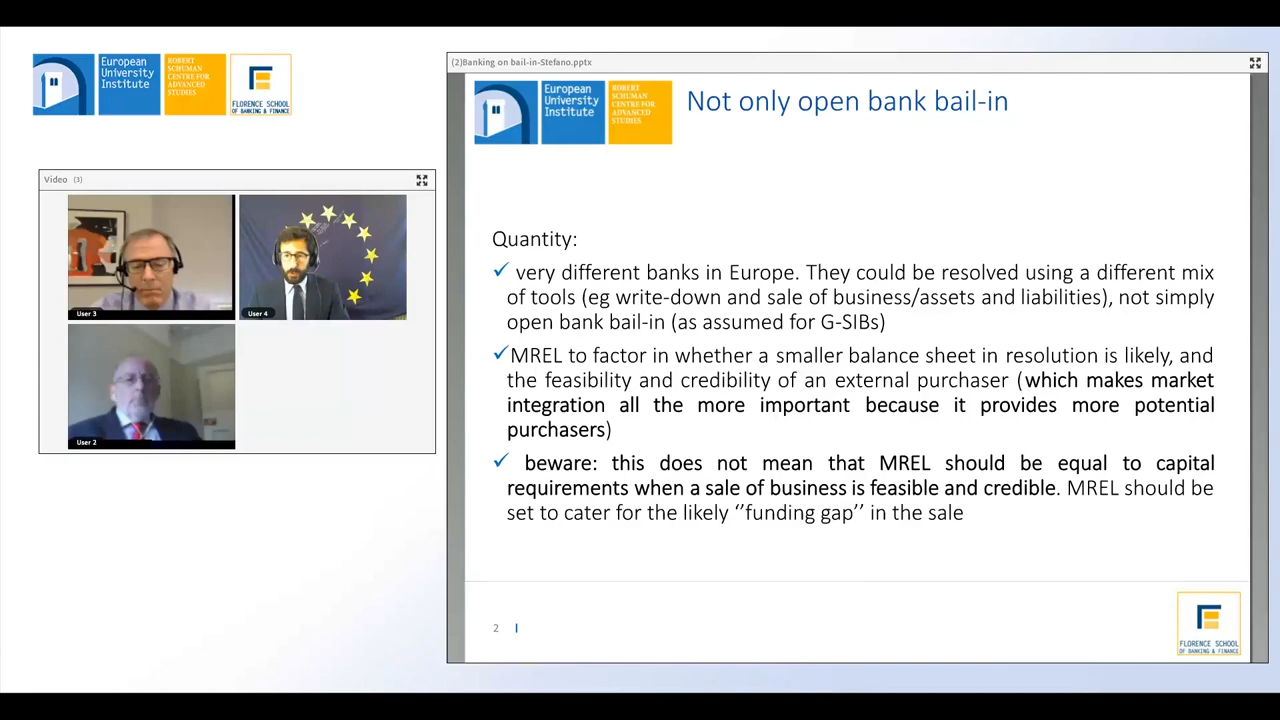 European
University
Institute
ROBERT
SCHUMAN
CENTRE FOR
ADVANCED
STUDIES
FLORENCE SCHOOL
OF BANKING & FINANCE
Video (3)
User 3
User 4
User 2
(2)Banking on bail-in-Stefano.pptx
European
University
Institute
ROBERT
SCHUMAN
CENTRE FOR
ADVANCED
STUDIES
Not only open bank bail-in
Quantity:
✓ very different banks in Europe. They could be resolved using a different mix
of tools (eg write-down and sale of business/assets and liabilities), not simply
open bank bail-in (as assumed for G-SIBs)
✓MREL to factor in whether a smaller balance sheet in resolution is likely, and
the feasibility and credibility of an external purchaser (which makes market
integration all the more important because it provides more potential
purchasers)
✓ beware: this does not mean that MREL should be equal to capital
requirements when a sale of business is feasible and credible. MREL should be
set to cater for the likely ‘’funding gap’’ in the sale
2 |
FLORENCE SCHOOL
OF BANKING & FINANCE